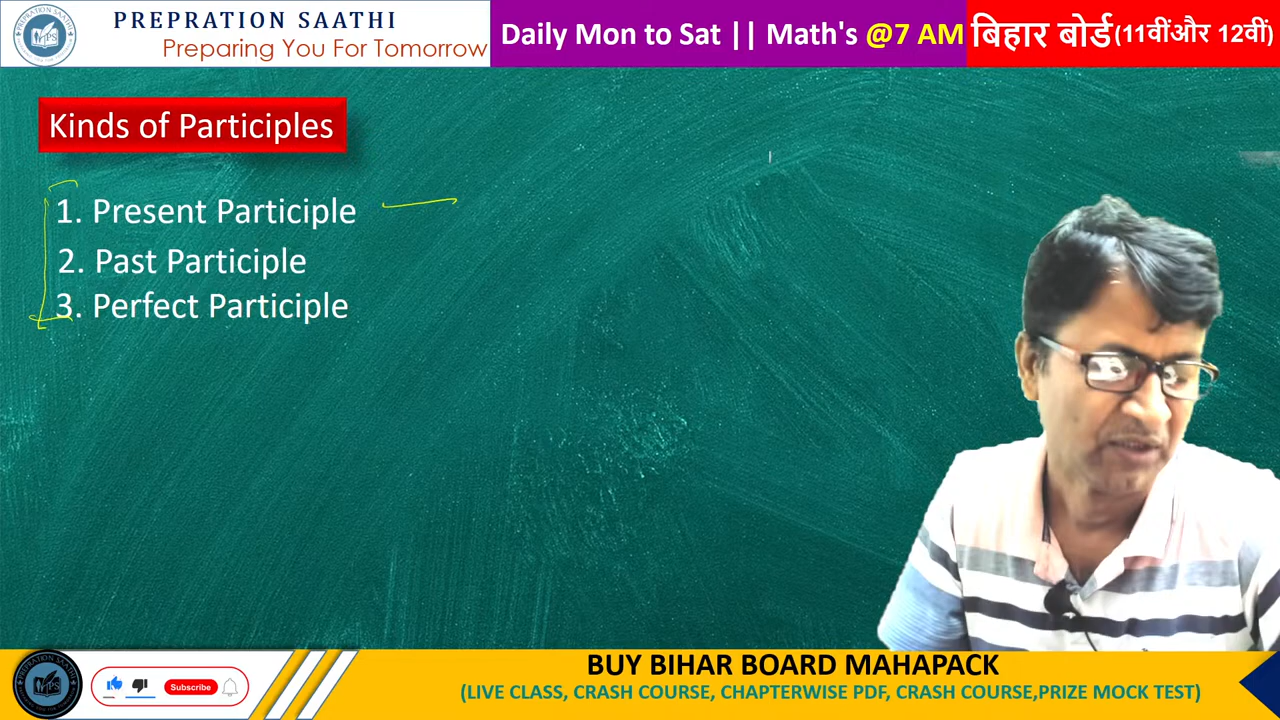 PREPRATION SAATHI
Preparing You For Tomorrow
Daily Mon to Sat || Math's @7 AM
बिहार बोर्ड(11वींऔर 12वीं)
Kinds of Participles
1. Present Participle
2. Past Participle
3. Perfect Participle
Subscribe
BUY BIHAR BOARD MAHAPACK
(LIVE CLASS, CRASH COURSE, CHAPTERWISE PDF, CRASH COURSE,PRIZE MOCK TEST)